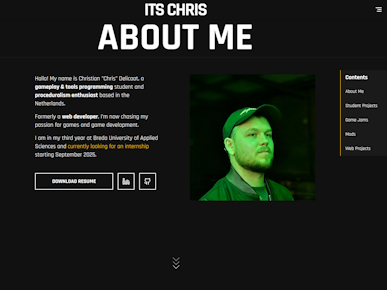 ITS CHRIS
ABOUT ME
Hallo! My name is Christian "Chris" Delicaat, a
gameplay & tools programming student and
proceduralism enthusiast based in the
Netherlands.
Formerly a web developer, I'm now chasing my
passion for games and game development.
I am in my third year at Breda University of Applied
Sciences and currently looking for an internship
starting September 2025.
DOWNLOAD RESUME
Contents
About Me
Student Projects
Game Jams
Mods
Web Projects